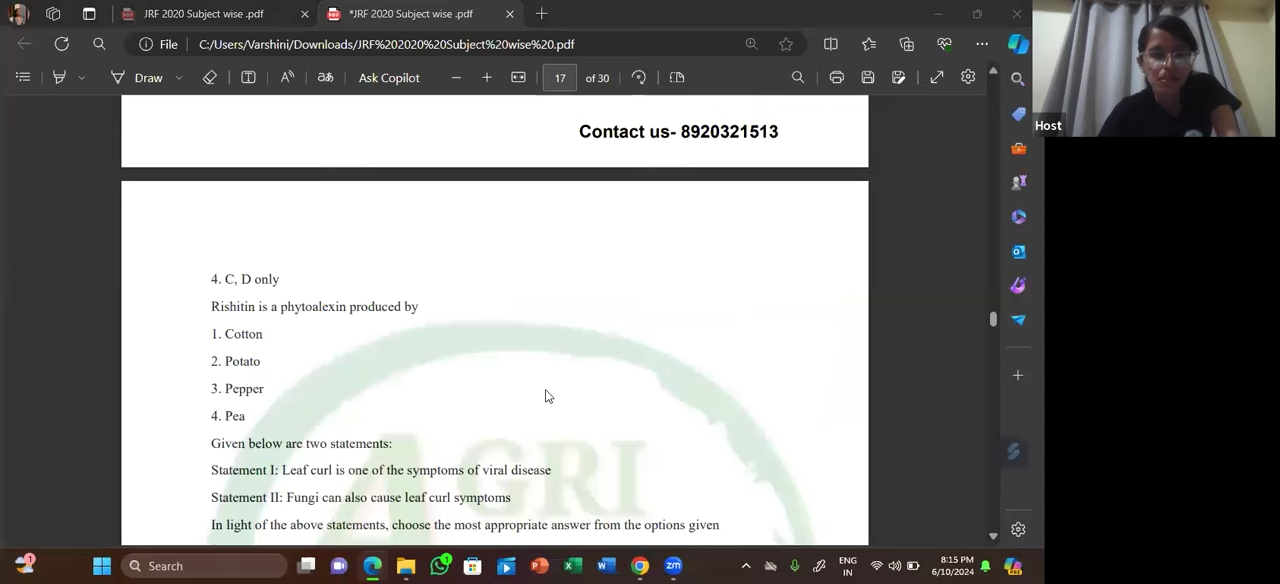 JRF 2020 Subject wise .pdf
*JRF 2020 Subject wise .pdf
File
C:/Users/Varshini/Downloads/JRF%202020%20Subject%20wise%20.pdf
Draw
Ask Copilot
17 of 30
Host
Contact us- 8920321513
4. C, D only
Rishitin is a phytoalexin produced by
1. Cotton
2. Potato
3. Pepper
4. Pea
Given below are two statements:
AGRI
Statement I: Leaf curl is one of the symptoms of viral disease
Statement II: Fungi can also cause leaf curl symptoms
In light of the above statements, choose the most appropriate answer from the options given
Search
ENG
IN
8:15 PM
6/10/2024